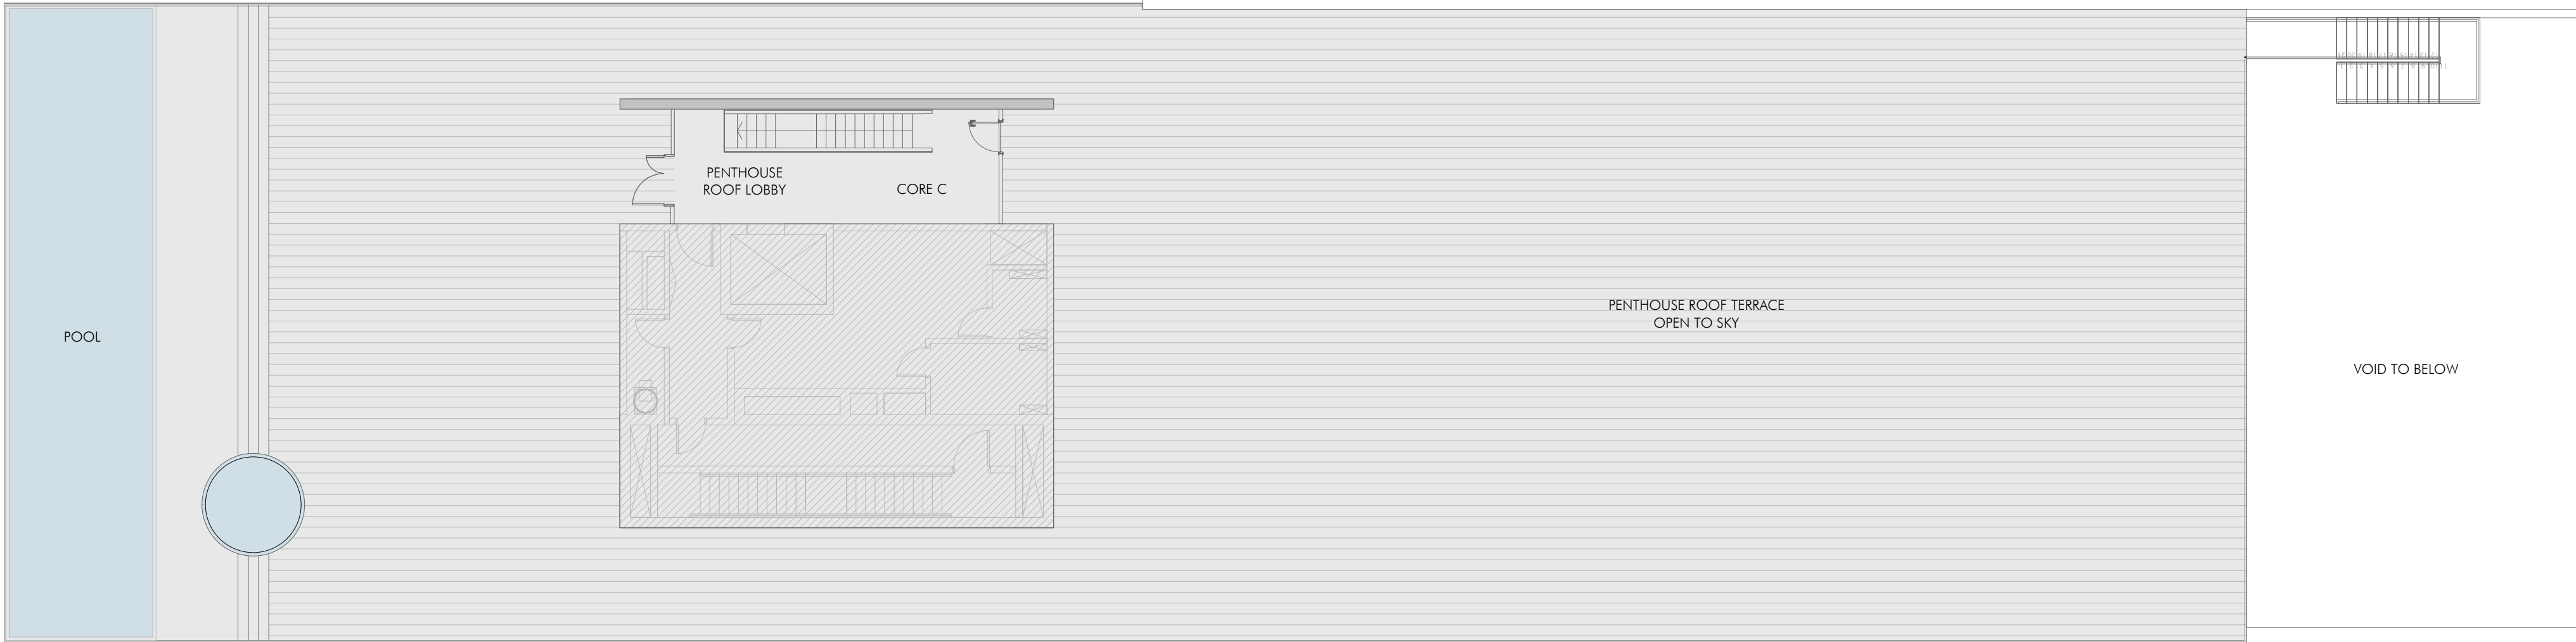 PENTHOUSE
ROOF LOBBY
CORE C
PENTHOUSE ROOF TERRACE
OPEN TO SKY
POOL
VOID TO BELOW